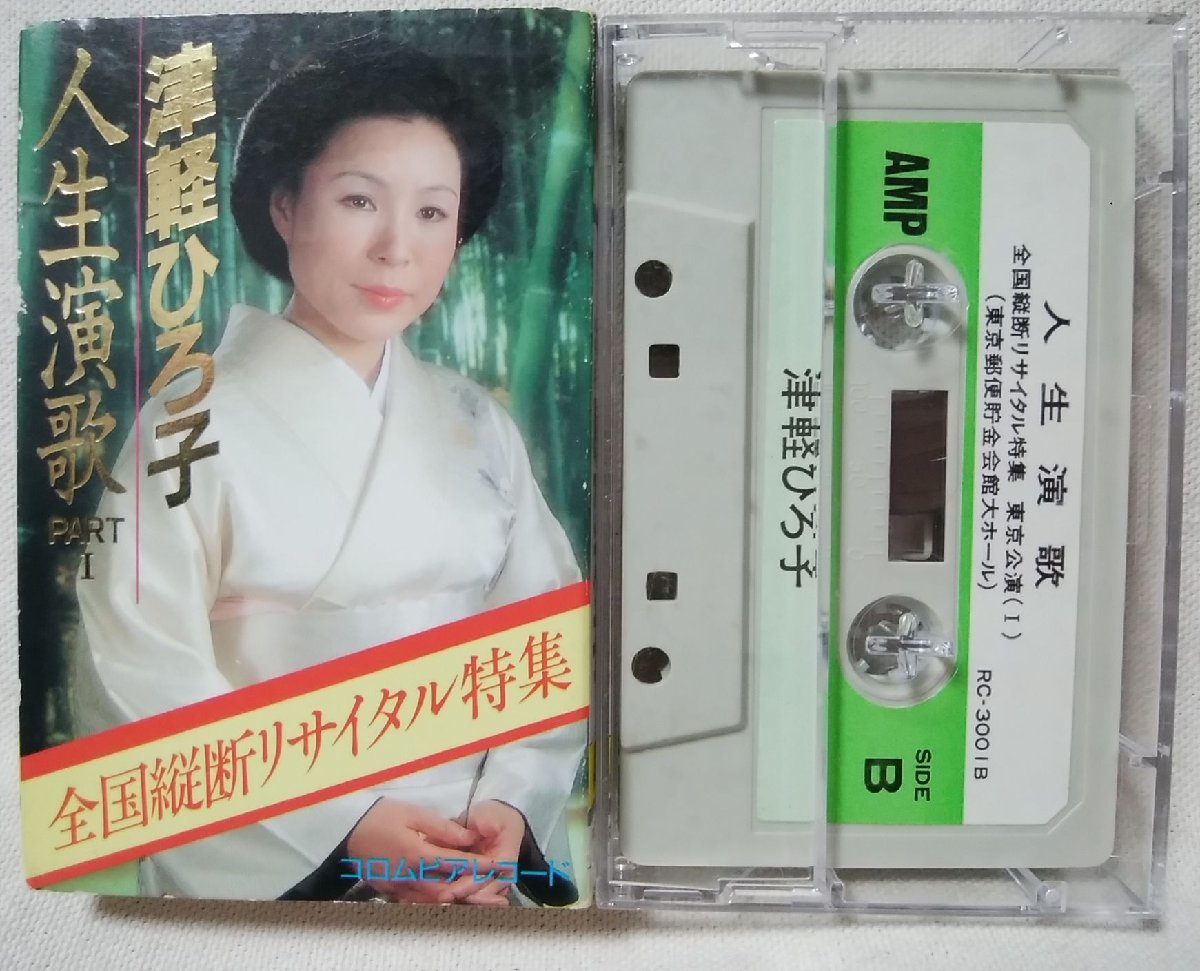 津軽ひろ子
人生演歌
PART
I
全国縦断リサイタル特集
コロムビアレコード
人生演歌
全国縦断リサイタル特集 東京公演(I)
(東京郵便貯金会館大ホール)
AMP
RC-3001B
SIDE
B
津軽ひろ子